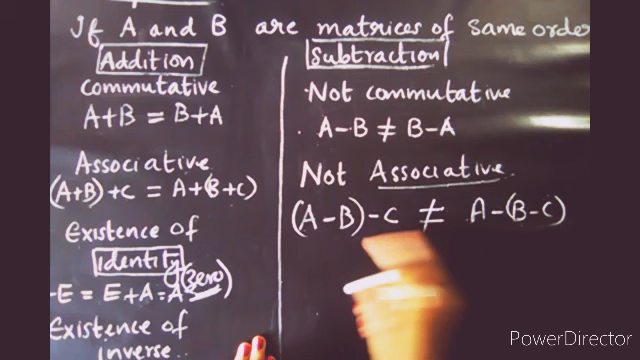 If A and B are matrices of same order
Addition
Commutative
A+B = B+A
Associative
(A+B)+C = A+(B+C)
Existence of
Identity
(zero)
-E = E+A = A
Existence of
inverse
Subtraction
Not commutative
A-B ≠ B-A
Not Associative
(A-B)-C ≠ A-(B-C)
PowerDirector